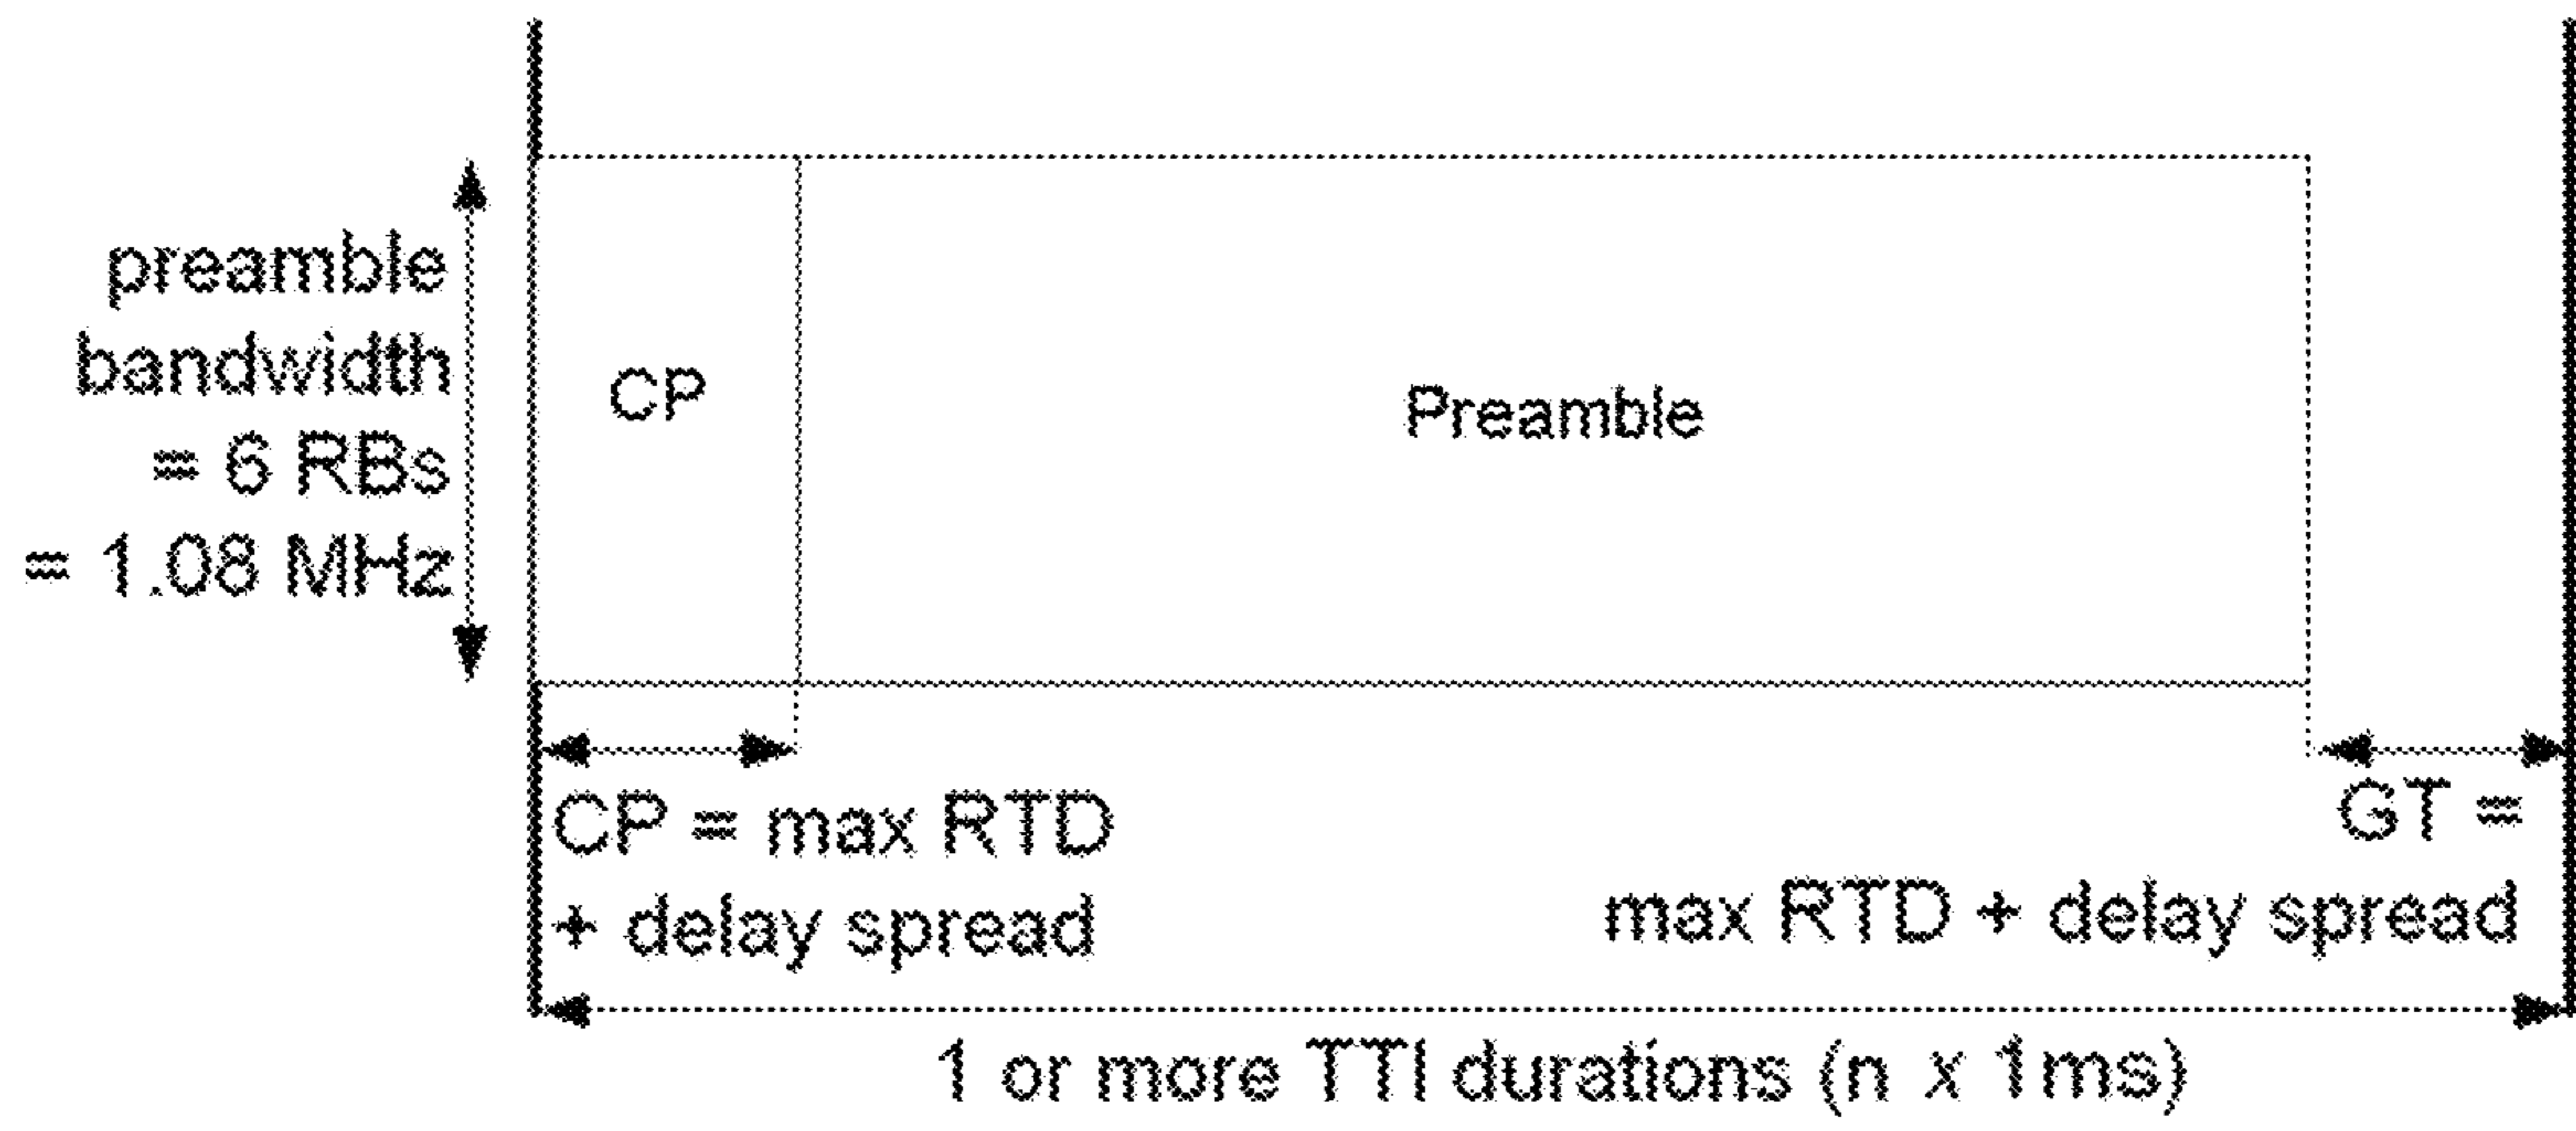 preamble
bandwidth
= 6 RBs
= 1.08 MHz
CP
Preamble
CP = max RTD
+ delay spread
GT =
max RTD + delay spread
1 or more TTI durations (n x 1ms)